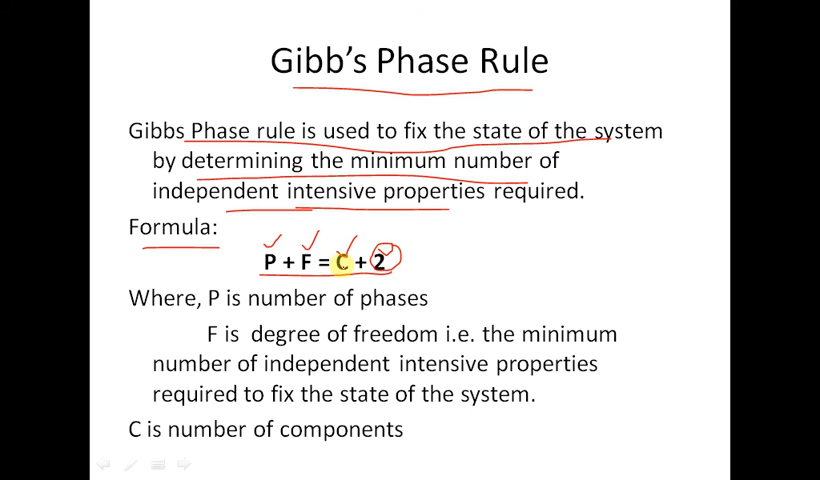 Gibb’s Phase Rule
Gibbs Phase rule is used to fix the state of the system
by determining the minimum number of
independent intensive properties required.
Formula:
P + F = C + 2
Where, P is number of phases
F is degree of freedom i.e. the minimum
number of independent intensive properties
required to fix the state of the system.
C is number of components